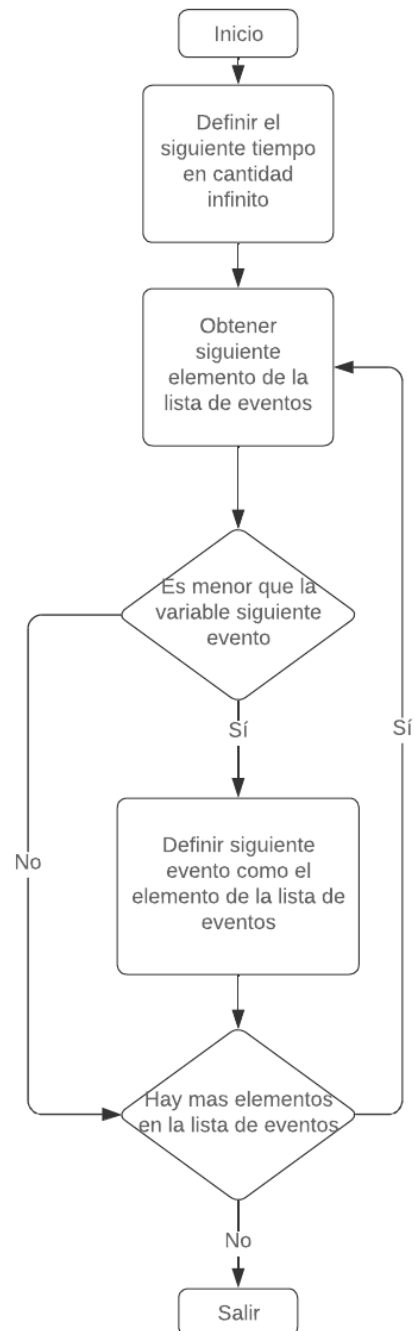 Inicio
Definir el
siguiente tiempo
en cantidad
infinito
Obtener
siguiente
elemento de la
lista de eventos
Es menor que la
variable siguiente
evento
Sí
Sí
Definir siguiente
evento como el
elemento de la lista de
eventos
No
Hay mas elementos
en la lista de eventos
No
Salir